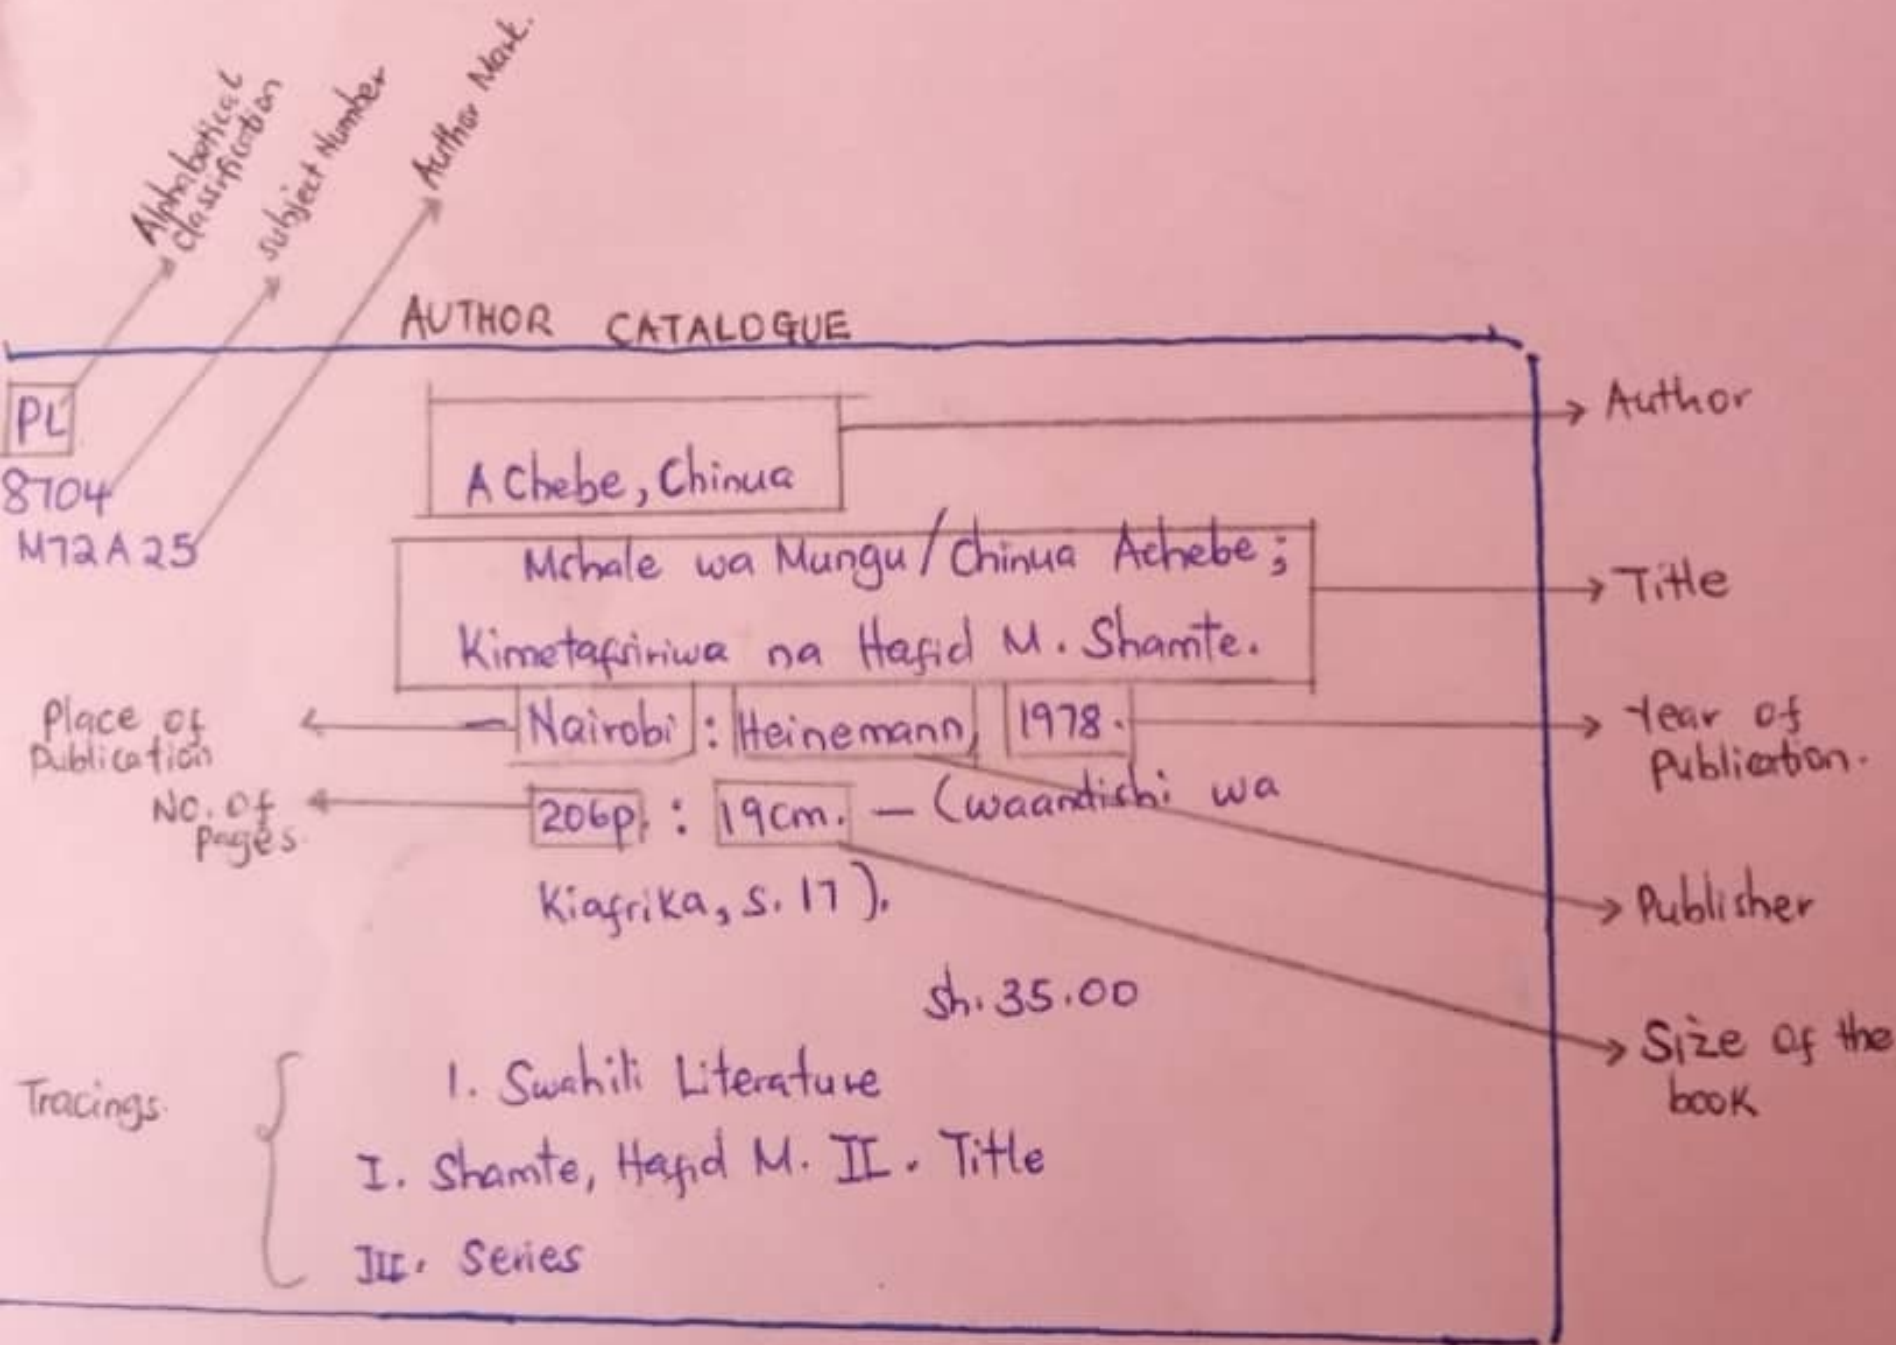 Alphabetical
classification
subject Number
Author Mark.
AUTHOR CATALOGUE
PL
8704
M72A25
AChebe, Chinua
Author
Mchale wa Mungu/Chinua Achebe;
Kimetafsiriwa na Hafid M. Shamte.
Title
Place of
Publication
– Nairobi : Heinemann, 1978.
Year of
Publication.
No. of
pages.
206p. : 19cm. – (waandishi wa
Kiafrika, s. 17).
Publisher
Sh. 35.00
Size of the
book
Tracings.
1. Swahili Literature
I. Shamte, Hafid M. II. Title
III. Series